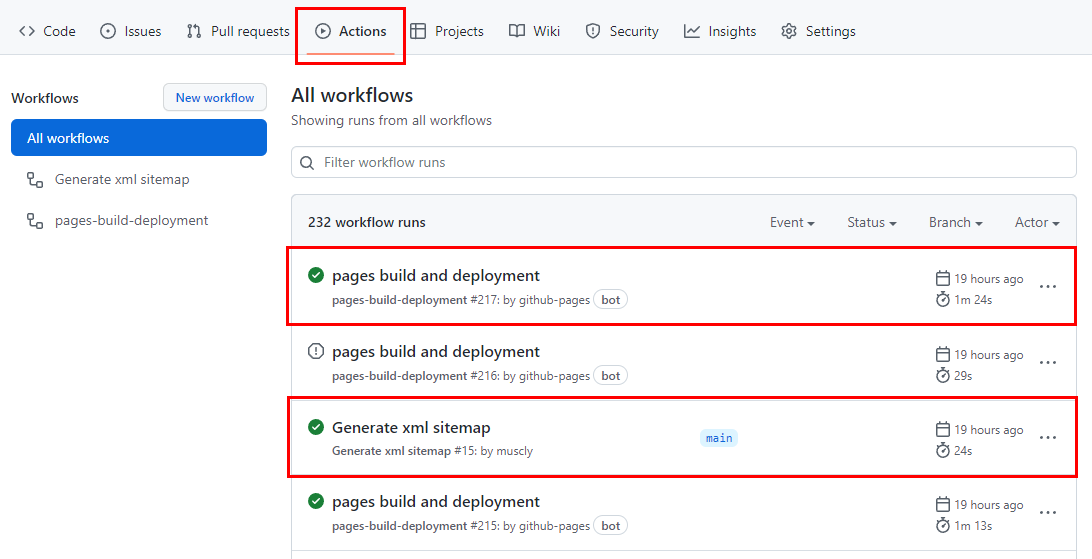 Code Issues Pull requests Actions Projects Wiki Security Insights Settings
Workflows New workflow
All workflows
Generate xml sitemap
pages-build-deployment
All workflows
Showing runs from all workflows
Filter workflow runs
232 workflow runs Event Status Branch Actor
pages build and deployment 19 hours ago
pages-build-deployment #217: by github-pages bot 1m 24s
pages build and deployment 19 hours ago
pages-build-deployment #216: by github-pages bot 29s
Generate xml sitemap main 19 hours ago
Generate xml sitemap #15: by muscly 24s
pages build and deployment 19 hours ago
pages-build-deployment #215: by github-pages bot 1m 13s